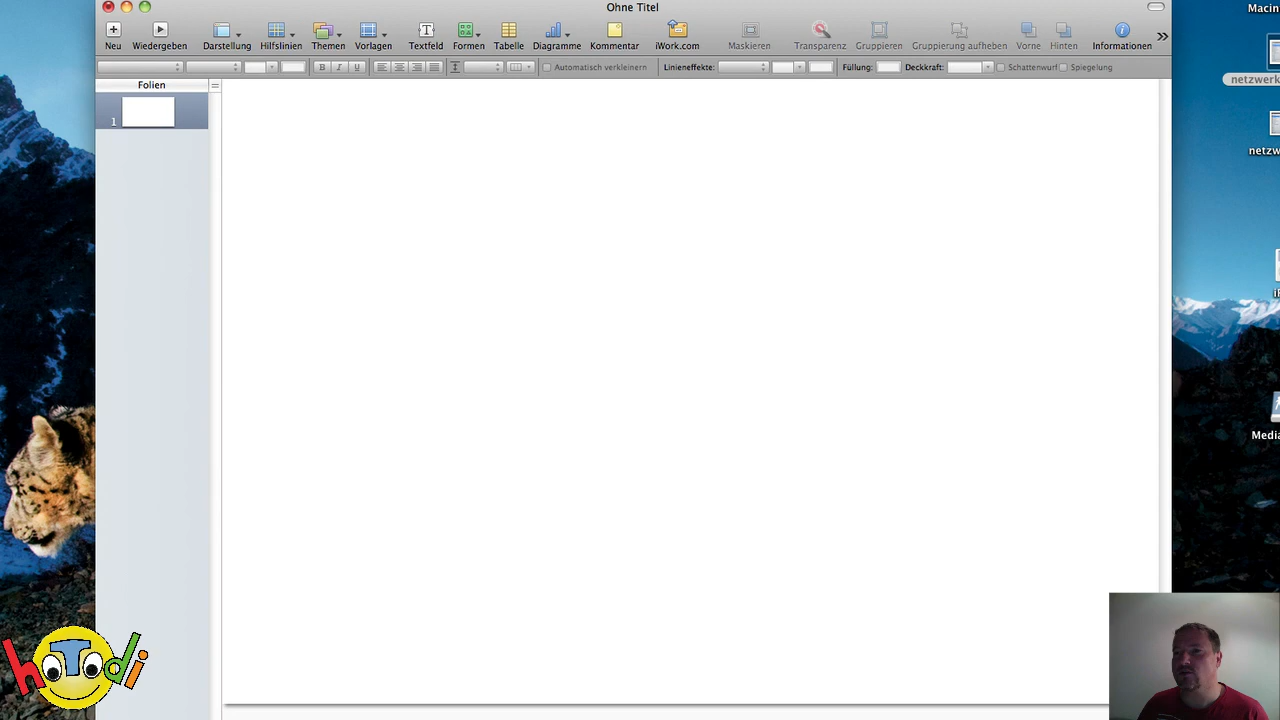 Ohne Titel
Macin
Neu Wiedergeben Darstellung Hilfslinien Themen Vorlagen Textfeld Formen Tabelle Diagramme Kommentar iWork.com Maskieren Transparenz Gruppieren Gruppierung aufheben Vorne Hinten Informationen
B I U Automatisch verkleinern Linieneffekte: Füllung: Deckkraft: Schattenwurf Spiegelung
Folien
1
netzwerk
netzw
Media
hoTodi